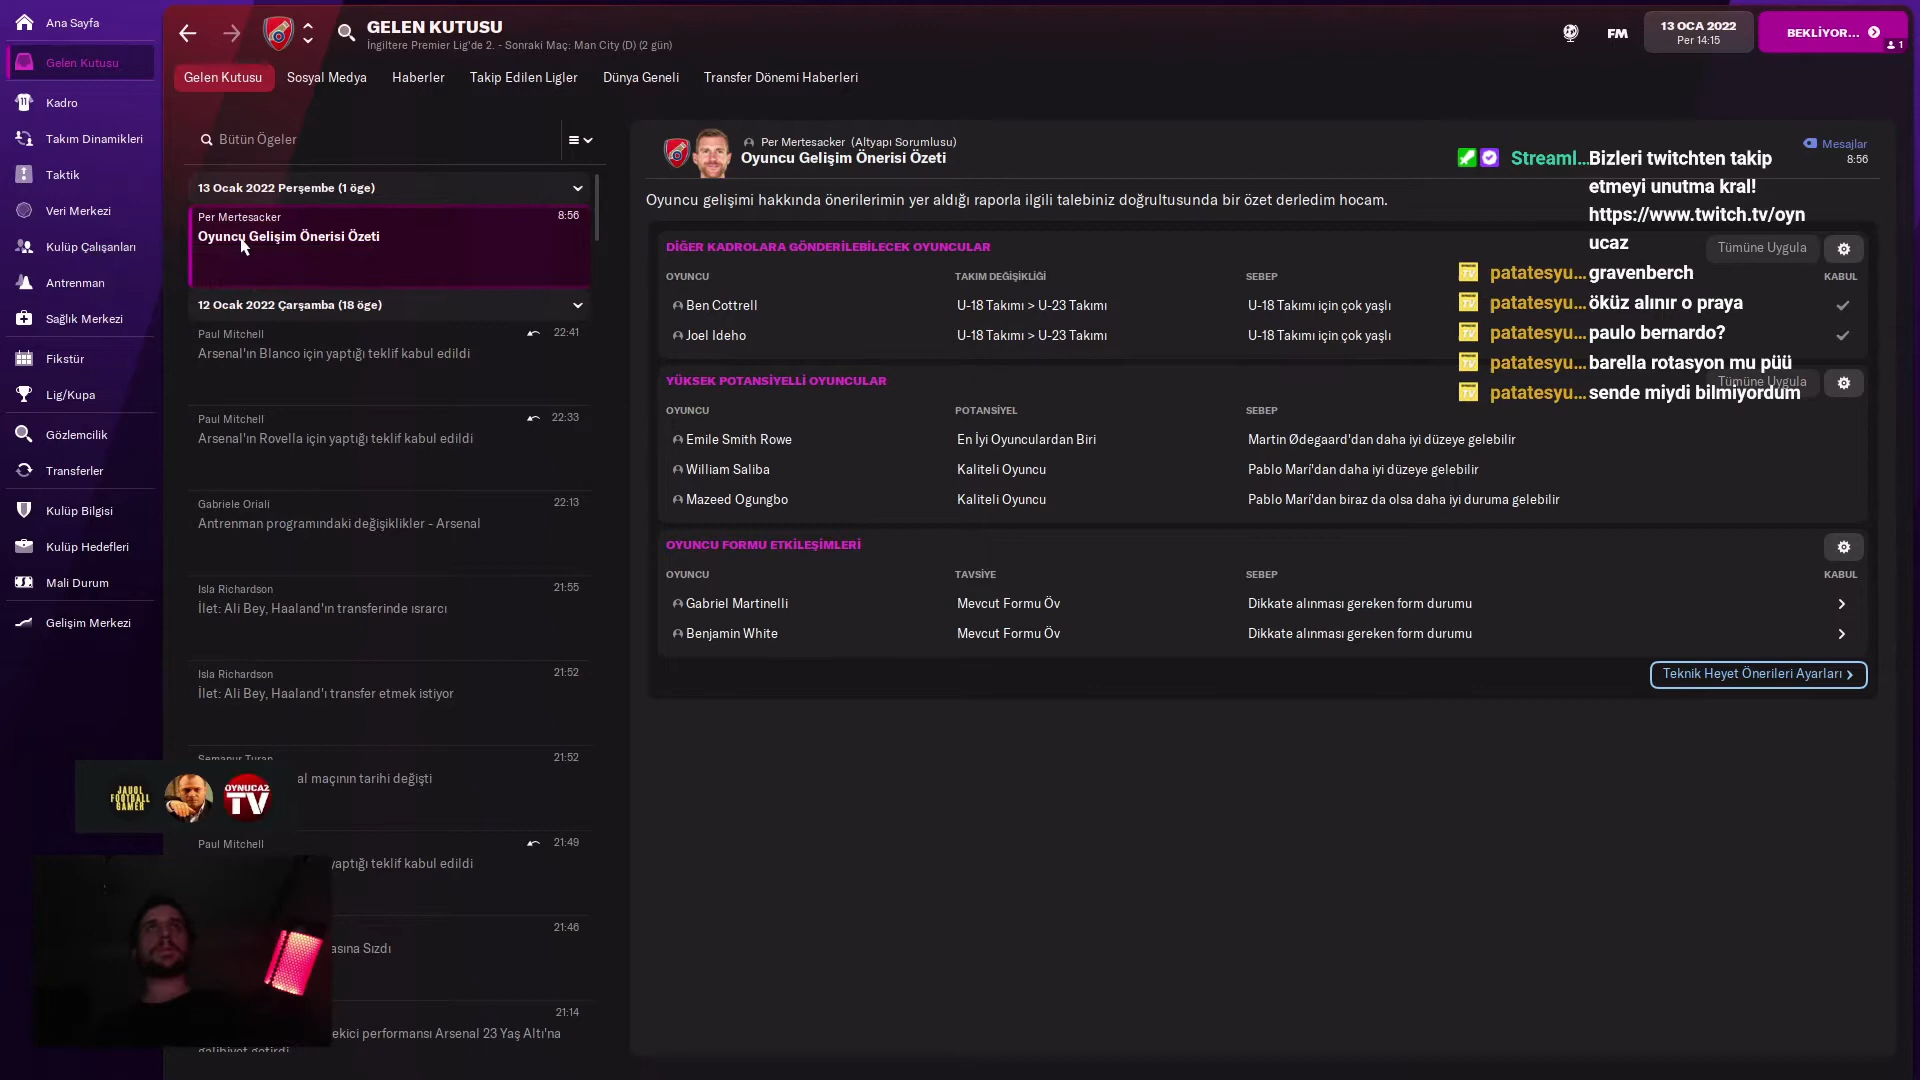 Ana Sayfa
Gelen Kutusu
Kadro
Takım Dinamikleri
Taktik
Veri Merkezi
Kulüp Çalışanları
Antrenman
Sağlık Merkezi
Fikstür
Lig/Kupa
Gözlemcilik
Transferler
Kulüp Bilgisi
Kulüp Hedefleri
Mali Durum
Gelişim Merkezi
GELEN KUTUSU
İngiltere Premier Lig'de 2. - Sonraki Maç: Man City (D) (2 gün)
FM
13 OCA 2022
Per 14:15
BEKLİYOR...
1
Gelen Kutusu
Sosyal Medya
Haberler
Takip Edilen Ligler
Dünya Geneli
Transfer Dönemi Haberleri
Bütün Ögeler
13 Ocak 2022 Perşembe (1 öge)
Per Mertesacker 8:56
Oyuncu Gelişim Önerisi Özeti
12 Ocak 2022 Çarşamba (18 öge)
Paul Mitchell 22:41
Arsenal'ın Blanco için yaptığı teklif kabul edildi
Paul Mitchell 22:33
Arsenal'ın Rovella için yaptığı teklif kabul edildi
Gabriele Oriali 22:13
Antrenman programındaki değişiklikler - Arsenal
Isla Richardson 21:55
İlet: Ali Bey, Haaland'ın transferinde ısrarcı
Isla Richardson 21:52
İlet: Ali Bey, Haaland'ı transfer etmek istiyor
Semanur Turan 21:52
al maçının tarihi değişti
Paul Mitchell 21:49
yaptığı teklif kabul edildi
21:46
asına Sızdı
21:14
ekici performansı Arsenal 23 Yaş Altı'na
galibiyet getirdi
JAUOL
FOOTBALL
GAMER
OYNUCAZ
TV
Per Mertesacker (Altyapı Sorumlusu)
Oyuncu Gelişim Önerisi Özeti
Mesajlar
8:56
Oyuncu gelişimi hakkında önerilerimin yer aldığı raporla ilgili talebiniz doğrultusunda bir özet derledim hocam.
DİĞER KADROLARA GÖNDERİLEBİLECEK OYUNCULAR
Tümüne Uygula
OYUNCU TAKIM DEĞİŞİKLİĞİ SEBEP KABUL
Ben Cottrell U-18 Takımı > U-23 Takımı U-18 Takımı için çok yaşlı
Joel Ideho U-18 Takımı > U-23 Takımı U-18 Takımı için çok yaşlı
YÜKSEK POTANSİYELLİ OYUNCULAR
Tümüne Uygula
OYUNCU POTANSİYEL SEBEP
Emile Smith Rowe En İyi Oyunculardan Biri Martin Ødegaard'dan daha iyi düzeye gelebilir
William Saliba Kaliteli Oyuncu Pablo Marí'dan daha iyi düzeye gelebilir
Mazeed Ogungbo Kaliteli Oyuncu Pablo Marí'dan biraz da olsa daha iyi duruma gelebilir
OYUNCU FORMU ETKİLEŞİMLERİ
OYUNCU TAVSİYE SEBEP KABUL
Gabriel Martinelli Mevcut Formu Öv Dikkate alınması gereken form durumu
Benjamin White Mevcut Formu Öv Dikkate alınması gereken form durumu
Teknik Heyet Önerileri Ayarları
Streaml... Bizleri twitchten takip
etmeyi unutma kral!
https://www.twitch.tv/oyn
ucaz
patatesyu... gravenberch
patatesyu... öküz alınır o praya
patatesyu... paulo bernardo?
patatesyu... barella rotasyon mu püü
patatesyu... sende miydi bilmiyordum